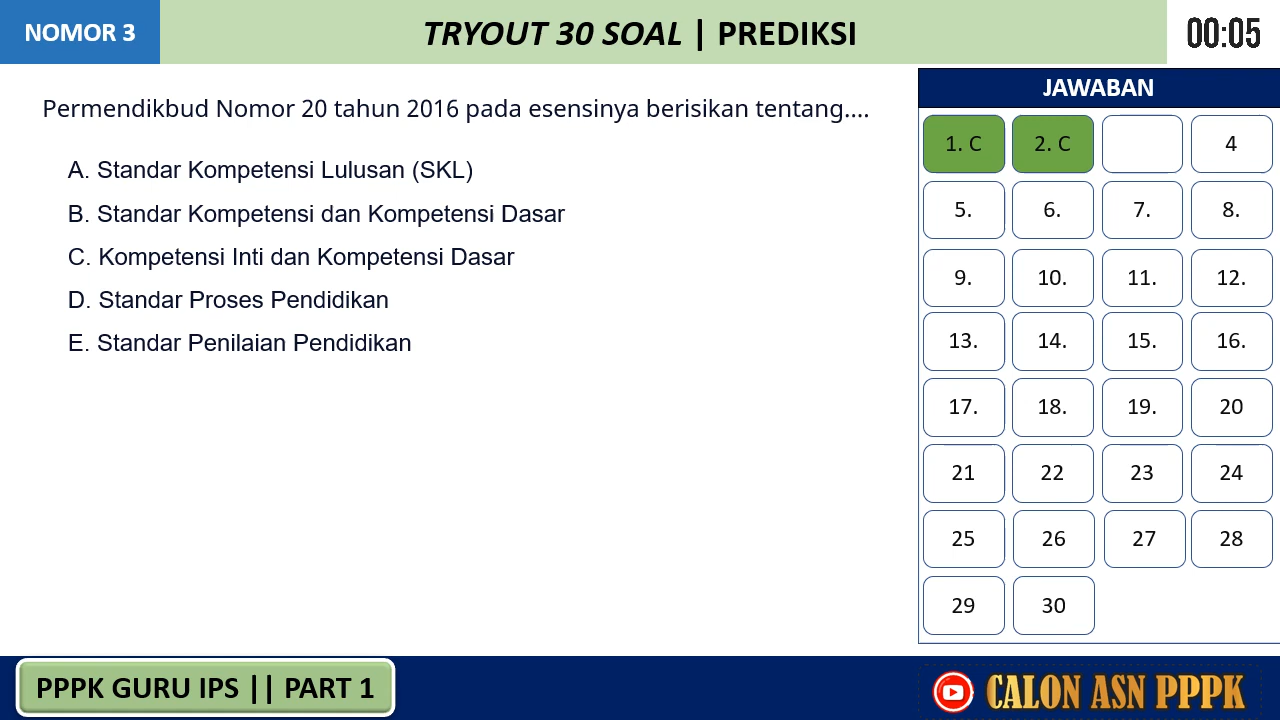 NOMOR 3
TRYOUT 30 SOAL | PREDIKSI
00:05
Permendikbud Nomor 20 tahun 2016 pada esensinya berisikan tentang....
A. Standar Kompetensi Lulusan (SKL)
B. Standar Kompetensi dan Kompetensi Dasar
C. Kompetensi Inti dan Kompetensi Dasar
D. Standar Proses Pendidikan
E. Standar Penilaian Pendidikan
JAWABAN
1. C 2. C 4
5. 6. 7. 8.
9. 10. 11. 12.
13. 14. 15. 16.
17. 18. 19. 20
21 22 23 24
25 26 27 28
29 30
PPPK GURU IPS || PART 1
CALON ASN PPPK